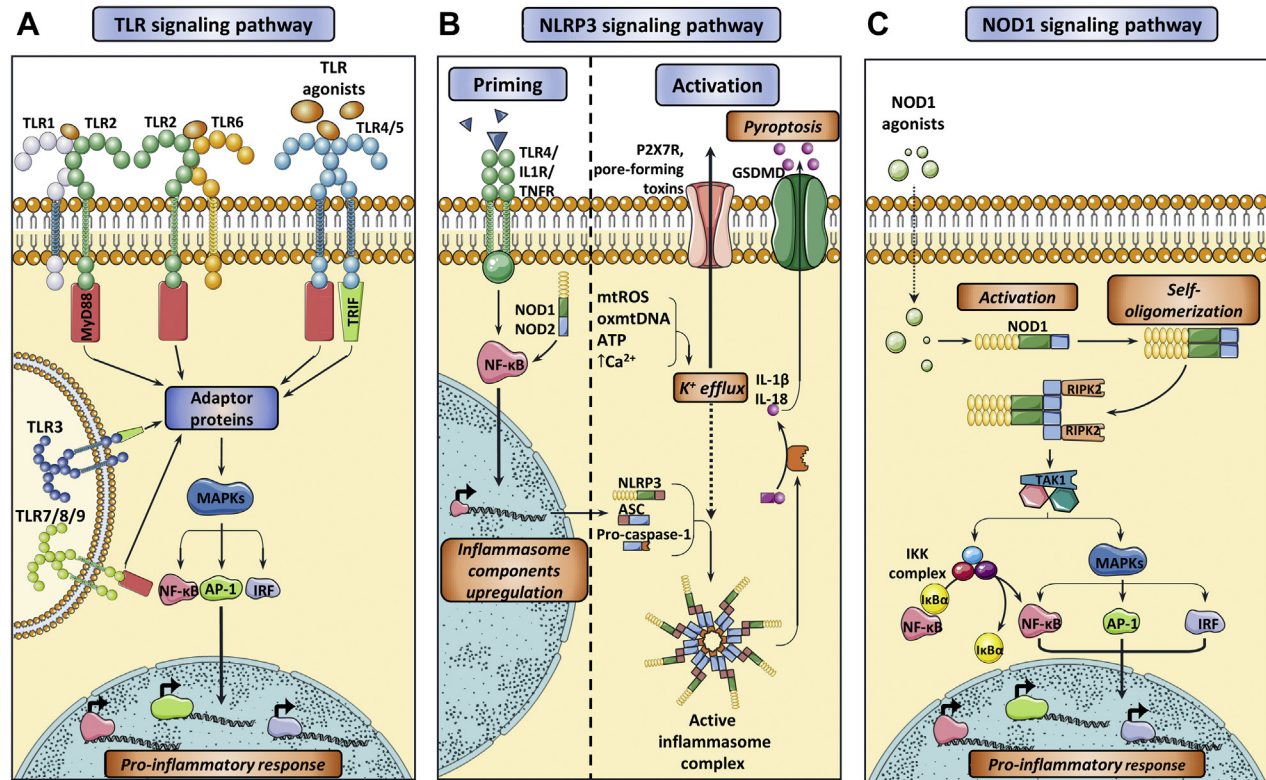 A
TLR signaling pathway
TLR
agonists
TLR1
TLR2
TLR2
TLR6
TLR4/5
MyD88
TRIF
Adaptor
proteins
TLR3
MAPKs
TLR7/8/9
NF-κB
AP-1
IRF
Pro-inflammatory response
B
NLRP3 signaling pathway
Priming
Activation
Pyroptosis
TLR4/
IL1R/
TNFR
P2X7R,
pore-forming
toxins
GSDMD
NOD1
NOD2
mtROS
oxmtDNA
ATP
↑Ca²⁺
NF-κB
K⁺ efflux
IL-1β
IL-18
NLRP3
ASC
Pro-caspase-1
Inflammasome
components
upregulation
Active
inflammasome
complex
C
NOD1 signaling pathway
NOD1
agonists
Activation
Self-
oligomerization
NOD1
RIPK2
RIPK2
TAK1
IKK
complex
MAPKs
IκBα
NF-κB
NF-κB
AP-1
IRF
IκBα
Pro-inflammatory response